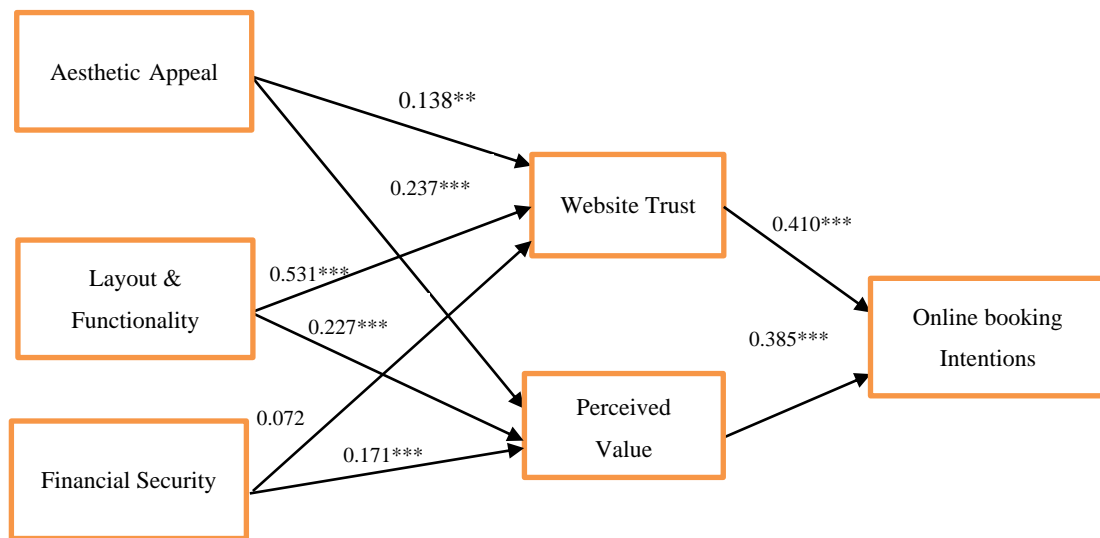 Aesthetic Appeal
0.138**
0.237***
Website Trust
0.410***
Layout &
Functionality
0.531***
0.227***
Online booking
Intentions
0.385***
Perceived
Value
0.072
0.171***
Financial Security